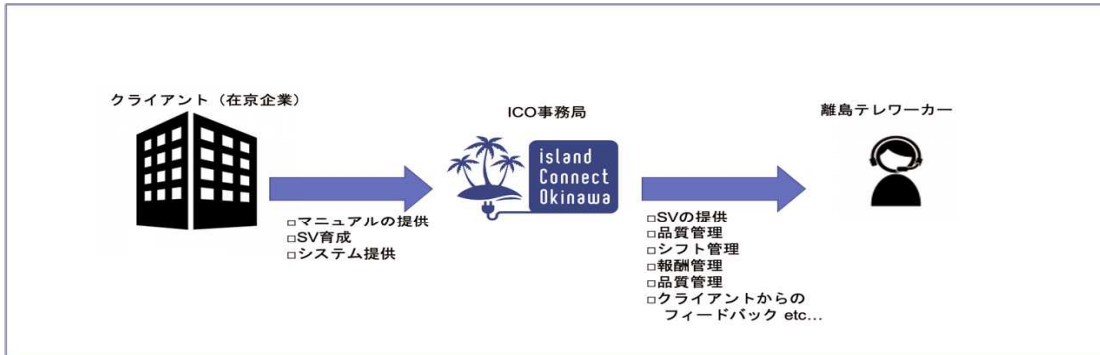 クライアント（在京企業）
ICO事務局
離島テレワーカー
island
Connect
Okinawa
□マニュアルの提供
□SV育成
□システム提供
□SVの提供
□品質管理
□シフト管理
□報酬管理
□品質管理
□クライアントからの
フィードバック etc…